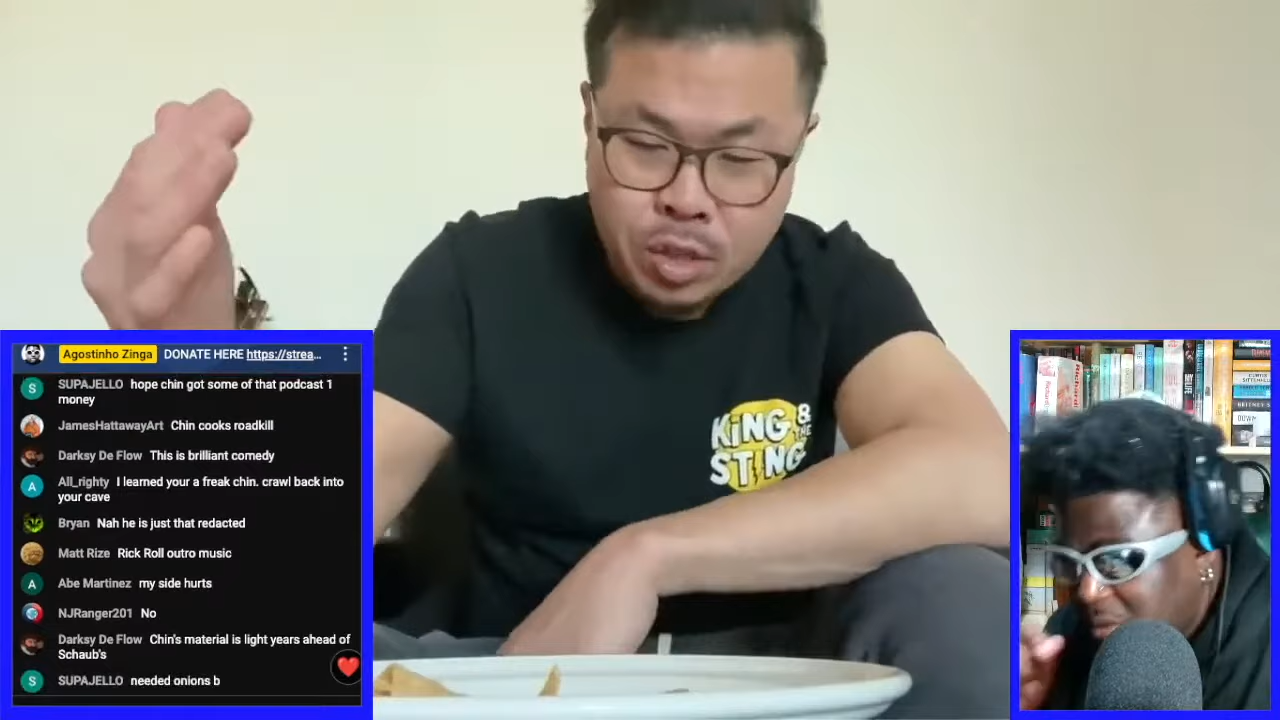 KiNG &
THE
STiNG
Agostinho Zinga DONATE HERE https://strea...
SUPAJELLO hope chin got some of that podcast 1
money
JamesHattawayArt Chin cooks roadkill
Darksy De Flow This is brilliant comedy
All_righty I learned your a freak chin. crawl back into
your cave
Bryan Nah he is just that redacted
Matt Rize Rick Roll outro music
Abe Martinez my side hurts
NJRanger201 No
Darksy De Flow Chin's material is light years ahead of
Schaub's
SUPAJELLO needed onions b
Richard